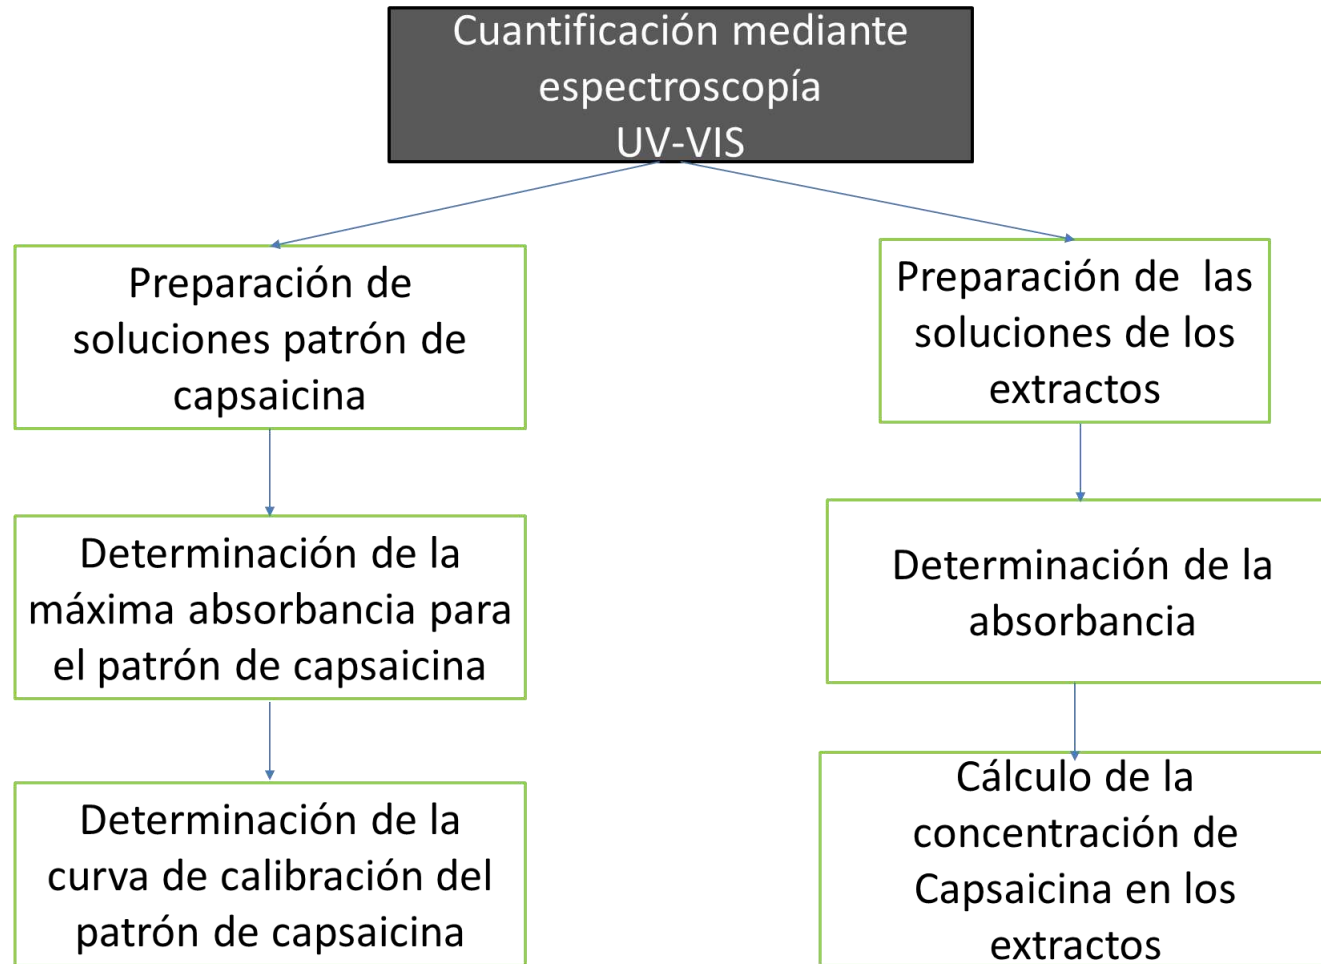 Cuantificación mediante
espectroscopía
UV-VIS
Preparación de
soluciones patrón de
capsaicina
Preparación de  las
soluciones de los
extractos
Determinación de la
máxima absorbancia para
el patrón de capsaicina
Determinación de la
absorbancia
Determinación de la
curva de calibración del
patrón de capsaicina
Cálculo de la
concentración de
Capsaicina en los
extractos